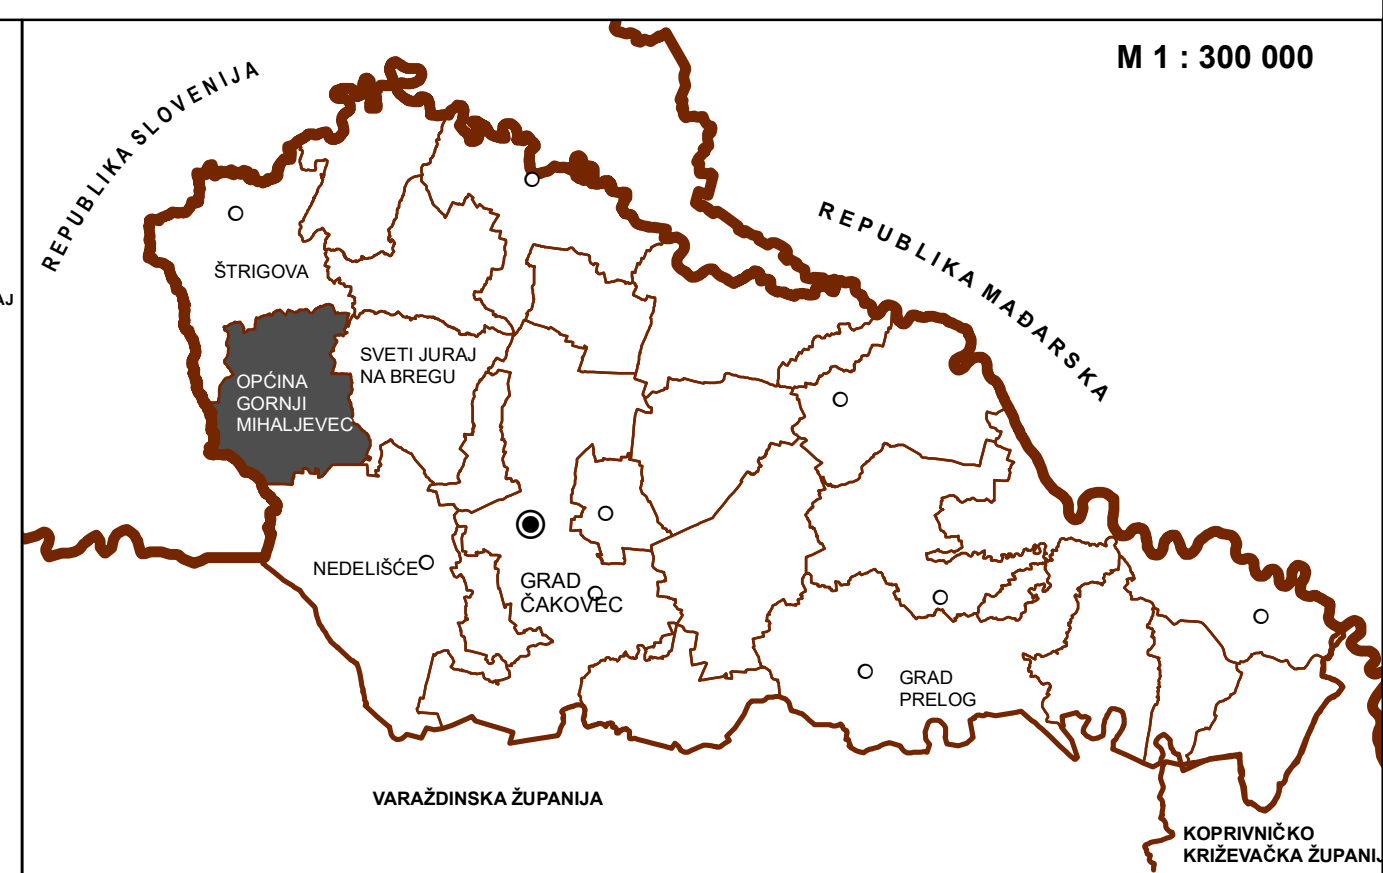 M 1 : 300 000
REPUBLIKA SLOVENIJA
REPUBLIKA MAĐARSKA
ŠTRIGOVA
AJ
SVETI JURAJ
NA BREGU
OPĆINA
GORNJI
MIHALJEVEC
NEDELIŠĆE
GRAD
ČAKOVEC
GRAD
PRELOG
VARAŽDINSKA ŽUPANIJA
KOPRIVNIČKO
KRIŽEVAČKA ŽUPANIJ